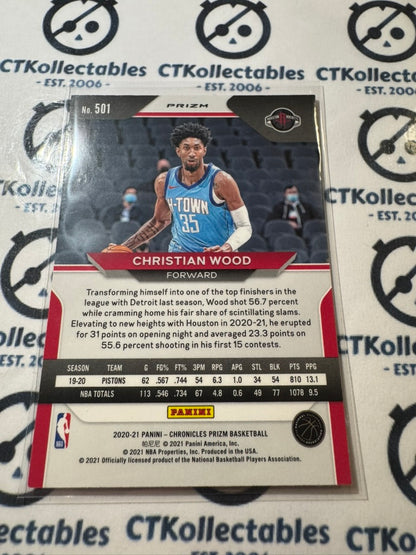 CTKollectables
- EST. 2006 -
No. 501
PRIZM
H-TOWN
35
CHRISTIAN WOOD
FORWARD
Transforming himself into one of the top finishers in the
league with Detroit last season, Wood shot 56.7 percent
while cramming home his fair share of scintillating slams.
Elevating to new heights with Houston in 2020-21, he erupted
for 31 points on opening night and averaged 23.3 points on
55.6 percent shooting in his first 15 contests.
SEASON TEAM G FG% FT% 3PM RPG APG STL BLK PTS PPG
19-20 PISTONS 62 .567 .744 54 6.3 1.0 34 54 810 13.1
NBA TOTALS 113 .546 .734 67 4.8 0.6 49 77 1078 9.5
PANINI
2020-21 PANINI – CHRONICLES PRIZM BASKETBALL
帕尼尼 © 2021 Panini America, Inc.
© 2021 NBA Properties, Inc. Produced in the USA.
© 2021 Officially licensed product of the National Basketball Players Association.
CTKollectables
- EST. 2006 -